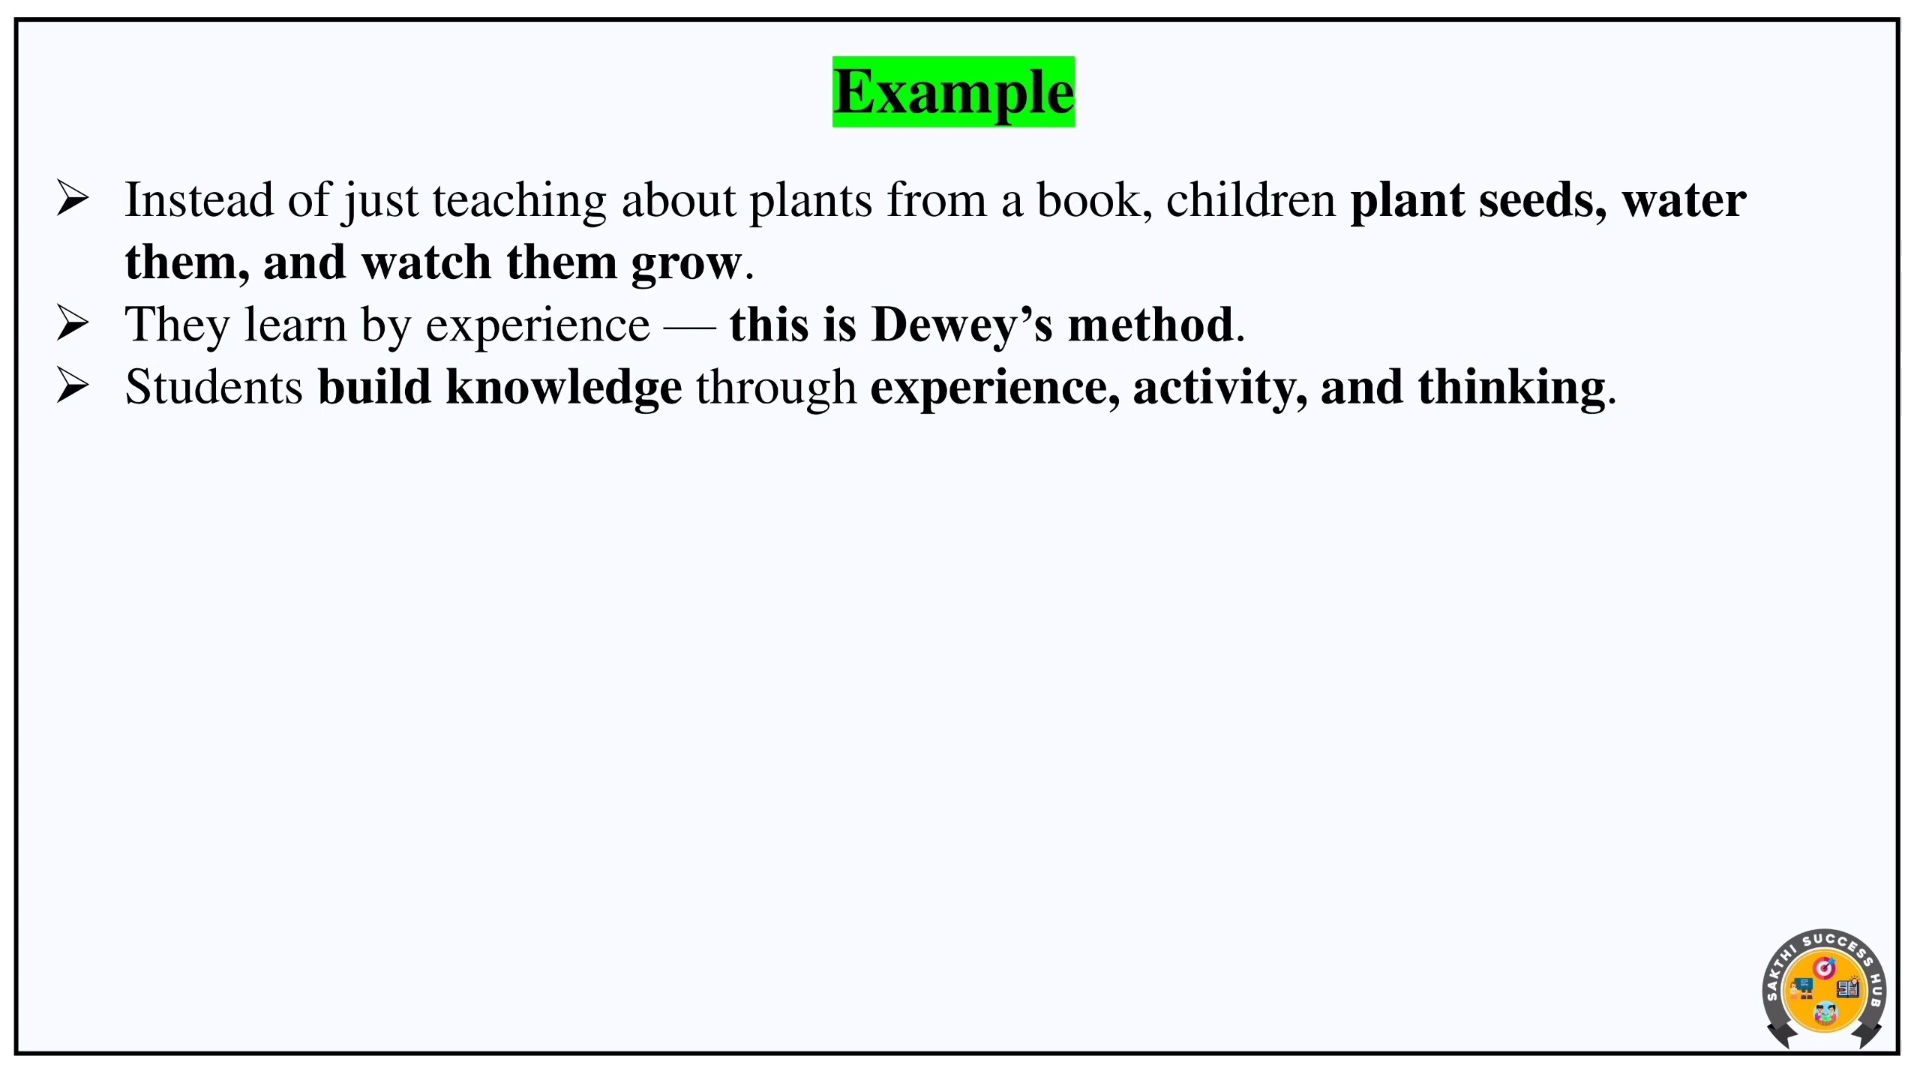 Example
➢ Instead of just teaching about plants from a book, children plant seeds, water
them, and watch them grow.
➢ They learn by experience — this is Dewey’s method.
➢ Students build knowledge through experience, activity, and thinking.
SAKTHI SUCCESS HUB